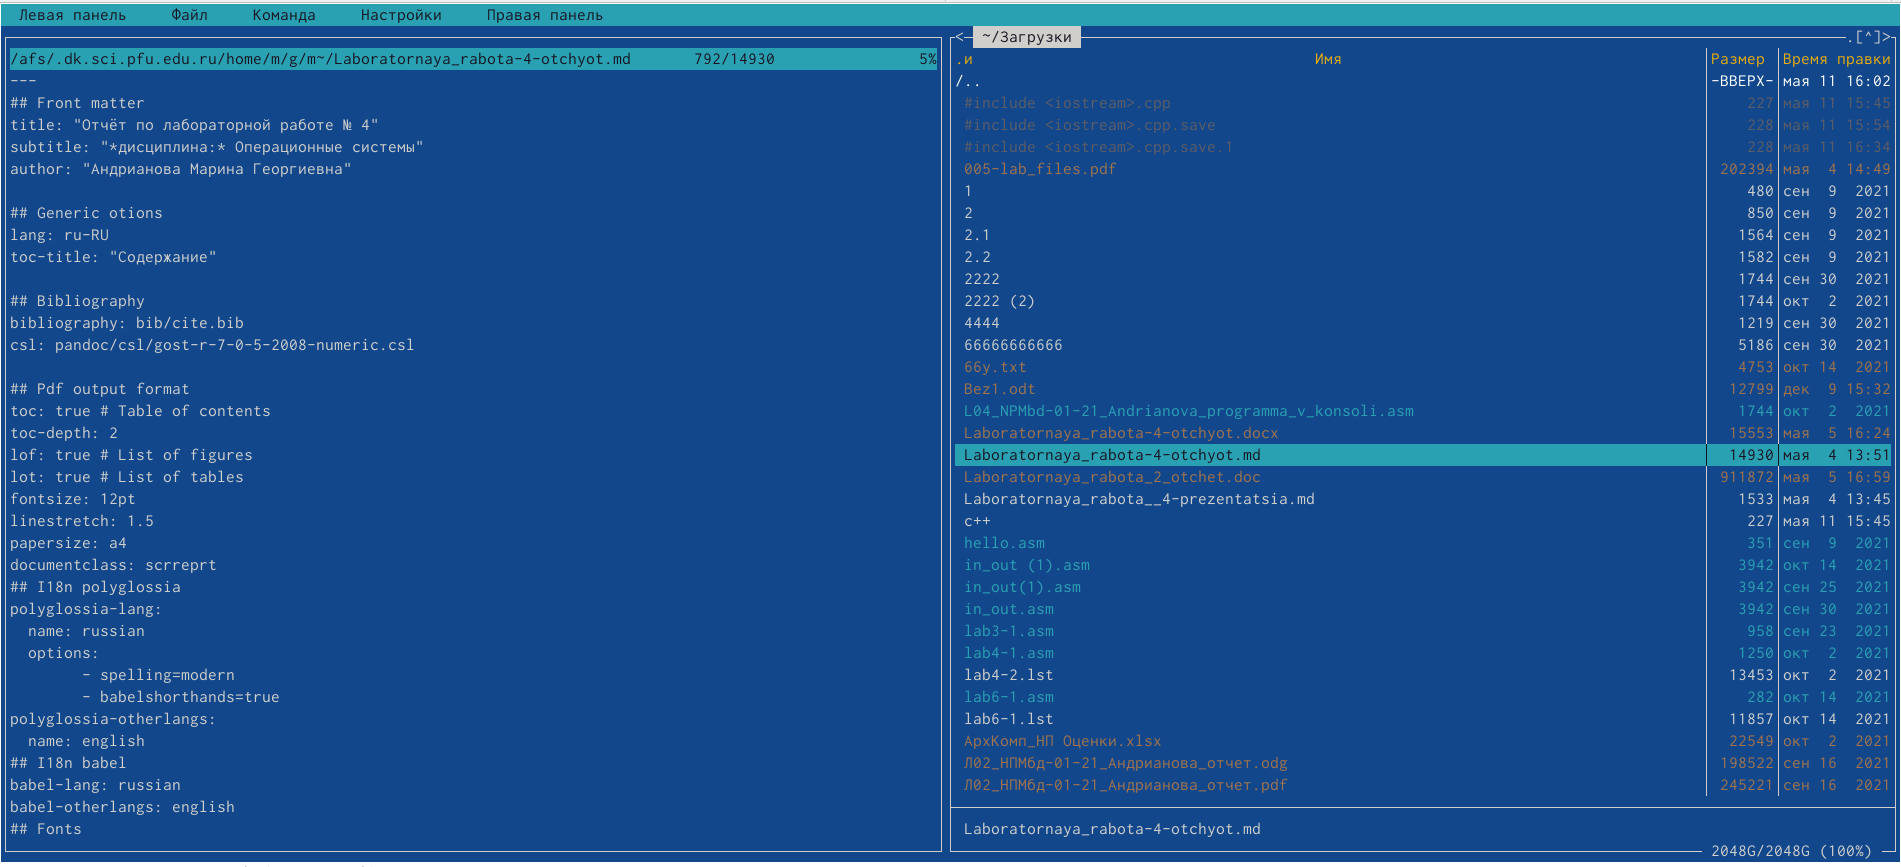 Левая панель Файл Команда Настройки Правая панель
/afs/.dk.sci.pfu.edu.ru/home/m/g/m~/Laboratornaya_rabota-4-otchyot.md 792/14930 5%
---
## Front matter
title: "Отчёт по лабораторной работе № 4"
subtitle: "*дисциплина:* Операционные системы"
author: "Андрианова Марина Георгиевна"
## Generic otions
lang: ru-RU
toc-title: "Содержание"
## Bibliography
bibliography: bib/cite.bib
csl: pandoc/csl/gost-r-7-0-5-2008-numeric.csl
## Pdf output format
toc: true # Table of contents
toc-depth: 2
lof: true # List of figures
lot: true # List of tables
fontsize: 12pt
linestretch: 1.5
papersize: a4
documentclass: scrreprt
## I18n polyglossia
polyglossia-lang:
  name: russian
  options:
        - spelling=modern
        - babelshorthands=true
polyglossia-otherlangs:
  name: english
## I18n babel
babel-lang: russian
babel-otherlangs: english
## Fonts
<- ~/Загрузки .[^]>
.и Имя Размер Время правки
/.. -ВВЕРХ- мая 11 16:02
#include <iostream>.cpp 227 мая 11 15:45
#include <iostream>.cpp.save 228 мая 11 15:54
#include <iostream>.cpp.save.1 228 мая 11 16:34
005-lab_files.pdf 202394 мая 4 14:49
1 480 сен 9 2021
2 850 сен 9 2021
2.1 1564 сен 9 2021
2.2 1582 сен 9 2021
2222 1744 сен 30 2021
2222 (2) 1744 окт 2 2021
4444 1219 сен 30 2021
66666666666 5186 сен 30 2021
66y.txt 4753 окт 14 2021
Bez1.odt 12799 дек 9 15:32
L04_NPMbd-01-21_Andrianova_programma_v_konsoli.asm 1744 окт 2 2021
Laboratornaya_rabota-4-otchyot.docx 15553 мая 5 16:24
Laboratornaya_rabota-4-otchyot.md 14930 мая 4 13:51
Laboratornaya_rabota_2_otchet.doc 911872 мая 5 16:59
Laboratornaya_rabota__4-prezentatsia.md 1533 мая 4 13:45
c++ 227 мая 11 15:45
hello.asm 351 сен 9 2021
in_out (1).asm 3942 окт 14 2021
in_out(1).asm 3942 сен 25 2021
in_out.asm 3942 сен 30 2021
lab3-1.asm 958 сен 23 2021
lab4-1.asm 1250 окт 2 2021
lab4-2.lst 13453 окт 2 2021
lab6-1.asm 282 окт 14 2021
lab6-1.lst 11857 окт 14 2021
АрхКомп_НП Оценки.xlsx 22549 окт 2 2021
Л02_НПМбд-01-21_Андрианова_отчет.odg 198522 сен 16 2021
Л02_НПМбд-01-21_Андрианова_отчет.pdf 245221 сен 16 2021
Laboratornaya_rabota-4-otchyot.md
2048G/2048G (100%)